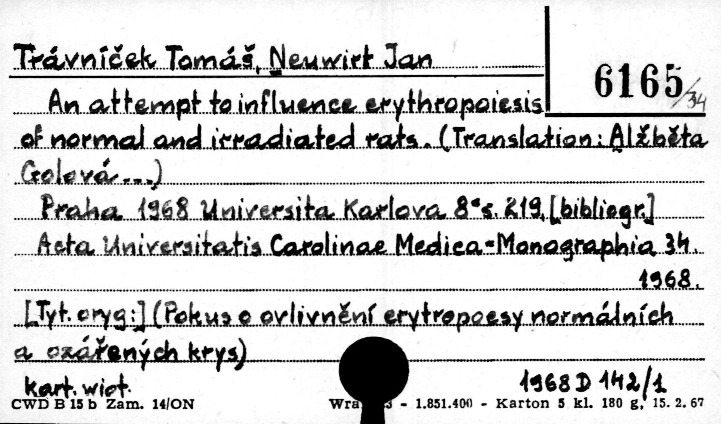 Trávníček Tomáš, Neuwirt Jan
6165/34
An attempt to influence erythropoiesis
of normal and irradiated rats. (Translation: Alžběta
Golová...)
Praha 1968 Universita Karlova 8° s. 219, [bibliogr.]
Acta Universitatis Carolinae Medica-Monographia 34.
1968.
[Tyt. oryg:] (Pokus o ovlivnění erytropoesy normálních
a ozářených krys)
kart. wiot. 1968 D 142/1
CWD B 15 b Zam. 14/ON - 1.851.400 - Karton 5 kl. 180 g, 15. 2. 67